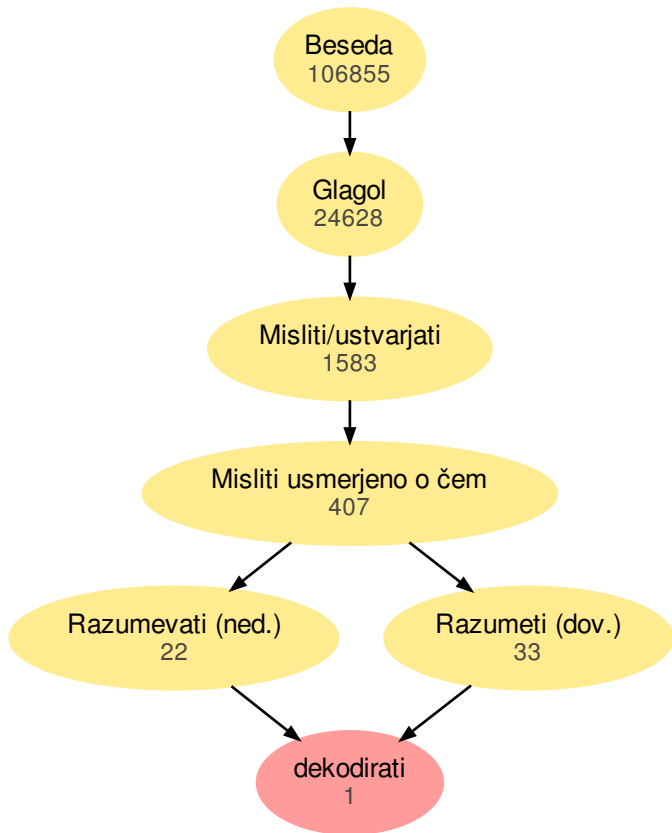 Beseda
106855
Glagol
24628
Misliti/ustvarjati
1583
Misliti usmerjeno o čem
407
Razumevati (ned.)
22
Razumeti (dov.)
33
dekodirati
1